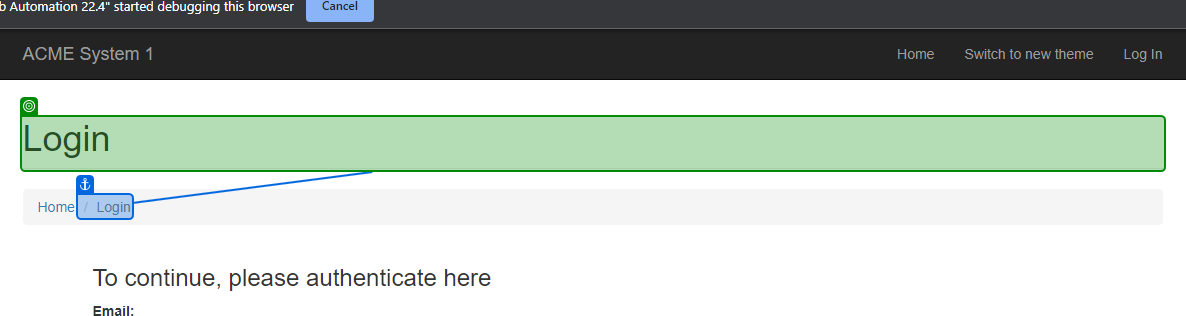 b Automation 22.4" started debugging this browser Cancel
ACME System 1 Home Switch to new theme Log In
Login
Home / Login
To continue, please authenticate here
Email: